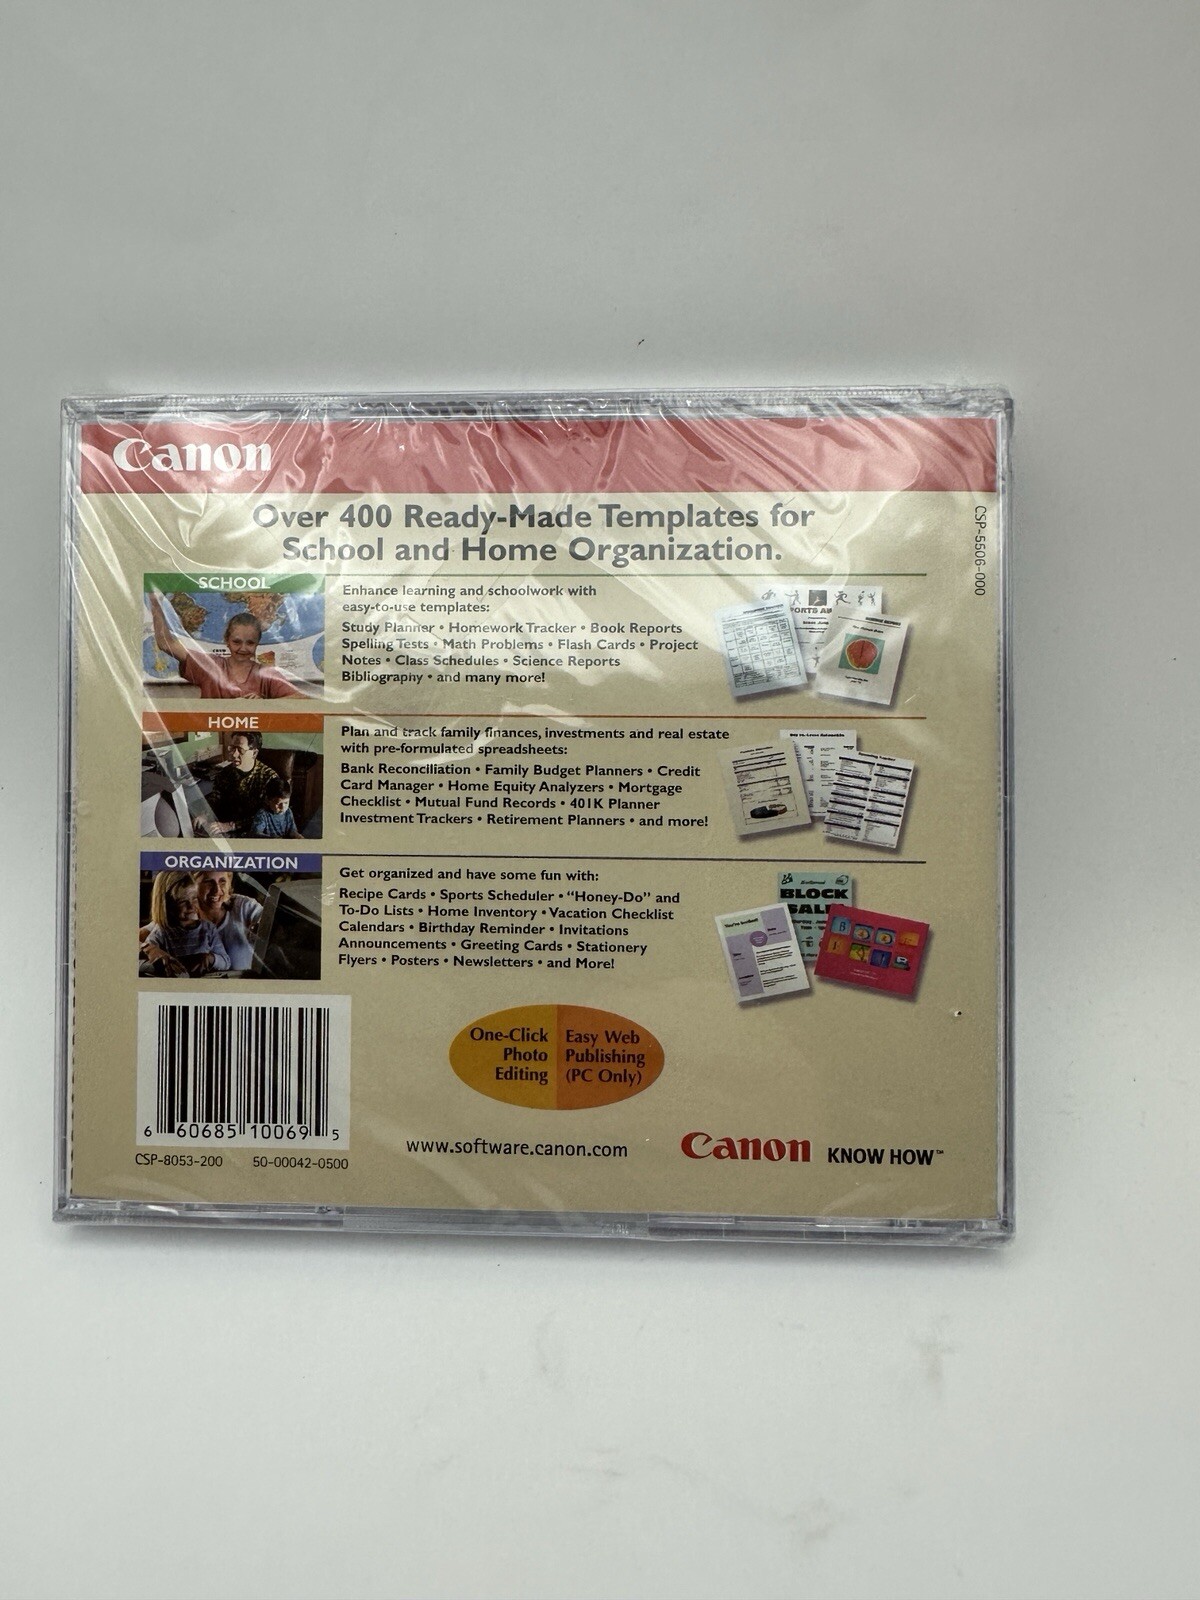 Canon
Over 400 Ready-Made Templates for
School and Home Organization.
CSP-5506-000
SCHOOL
Enhance learning and schoolwork with
easy-to-use templates:
Study Planner • Homework Tracker • Book Reports
Spelling Tests • Math Problems • Flash Cards • Project
Notes • Class Schedules • Science Reports
Bibliography • and many more!
HOME
Plan and track family finances, investments and real estate
with pre-formulated spreadsheets:
Bank Reconciliation • Family Budget Planners • Credit
Card Manager • Home Equity Analyzers • Mortgage
Checklist • Mutual Fund Records • 401K Planner
Investment Trackers • Retirement Planners • and more!
ORGANIZATION
Get organized and have some fun with:
Recipe Cards • Sports Scheduler • “Honey-Do” and
To-Do Lists • Home Inventory • Vacation Checklist
Calendars • Birthday Reminder • Invitations
Announcements • Greeting Cards • Stationery
Flyers • Posters • Newsletters • and More!
BLOCK
SALE
You're Invited!
One-Click
Photo
Editing
Easy Web
Publishing
(PC Only)
6 60685 10069 5
CSP-8053-200 50-00042-0500
www.software.canon.com
Canon KNOW HOW™